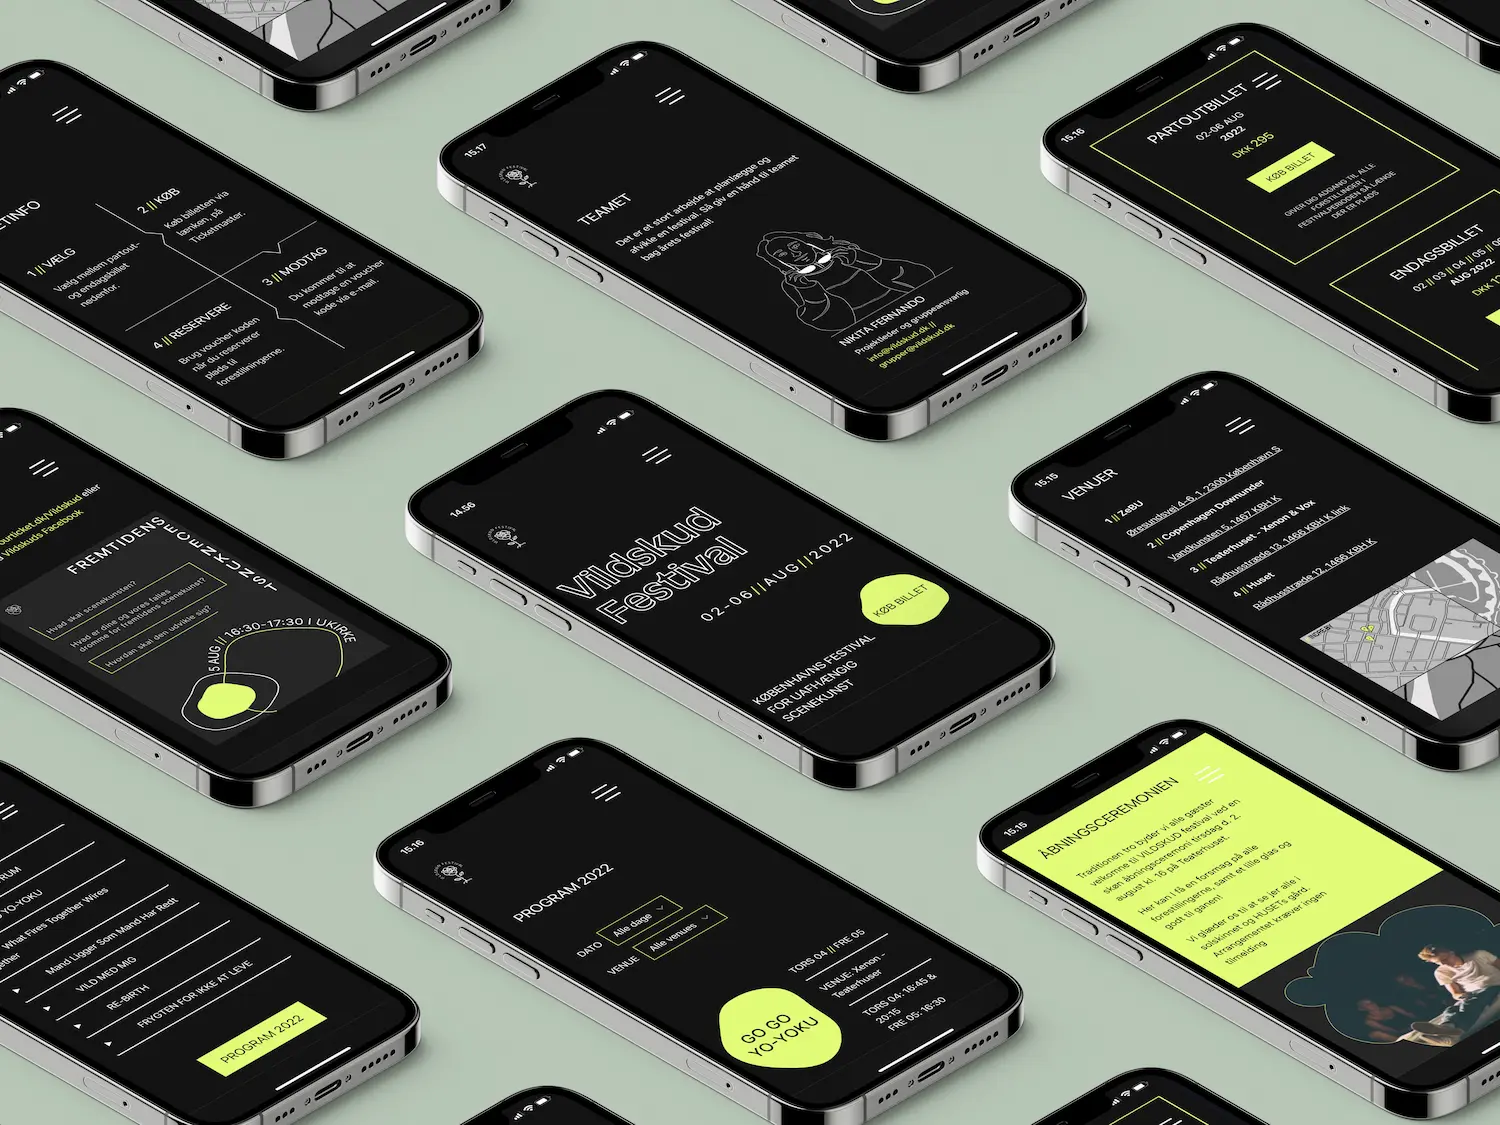 TINFO
1 // VÆLG
Vælg mellem partout-
og endagsbillet
nedenfor.
2 // KØB
Køb billetten via
lænken, på
Ticketmaster.
3 // MODTAG
Du kommer til at
modtage en voucher
kode via e-mail.
4 // RESERVERE
Brug voucher koden
når du reserverer
plads til
forestillingerne.
15.17
TEAMET
Det er et stort arbejde at planlægge og
afvikle en festival. Så giv en hånd til teamet
bag årets festival!
NIKITA FERNANDO
Projektleder og gruppeansvarlig
info@vildskud.dk //
grupper@vildskud.dk
15.16
PARTOUTBILLET
02-06 AUG
2022
DKK 295
KØB BILLET
GIVER DIG ADGANG TIL ALLE
FORSTILLINGER I
FESTIVALPERIODEN SÅ LÆNGE
DER ER PLADS
ENDAGSBILLET
02 // 03 // 04 // 05 //
AUG 2022
DKK
urticket.dk/Vildskud eller
Vildskuds Facebook
FREMTIDENS
SCENEKUNST
Hvad skal scenekunsten?
Hvad er dine og vores fælles
drømme for fremtidens scenekunst?
Hvordan skal den udvikle sig?
5 AUG // 16:30-17:30 I UKIRKE
14.56
Vildskud
Festival
02-06//AUG//2022
KØB BILLET
KØBENHAVNS FESTIVAL
FOR UAFHÆNGIG
SCENEKUNST
15.15
VENUER
1 // ZeBU
Øresundsvej 4-6, 1. 2300 København S
2 // Copenhagen Downunder
Vandkunsten 5, 1467 KBH K
3 // Teaterhuset - Xenon & Vox
Rådhusstræde 13, 1466 KBH K, link
4 // Huset
Rådhusstræde 13, 1466 KBH K
INDRE BY
RUM
YO-YOKU
What Fires Together Wires
ether
Mand Ligger Som Mand Har Redt
VILD MED MIG
RE-BIRTH
FRYGTEN FOR IKKE AT LEVE
PROGRAM 2022
15.16
PROGRAM 2022
DATO
Alle dage
VENUE
Alle venues
GO GO
YO-YOKU
TORS 04 // FRE 05
VENUE: Xenon -
Teaterhuset
TORS 04: 16:45 &
20:15
FRE 05: 16:30
15.15
ÅBNINGSCEREMONIEN
Traditionen tro byder vi alle gæster
velkomne til VILDSKUD festival ved en
skøn åbningsceremoni tirsdag d. 2.
august kl. 16 på Teaterhuset.
Her kan I få en forsmag på alle
forestillingerne, samt et lille glas og
godt til ganen!
Vi glæder os til at se jer alle i
solskinnet og HUSETs gård.
Arrangementet kræver ingen
tilmelding